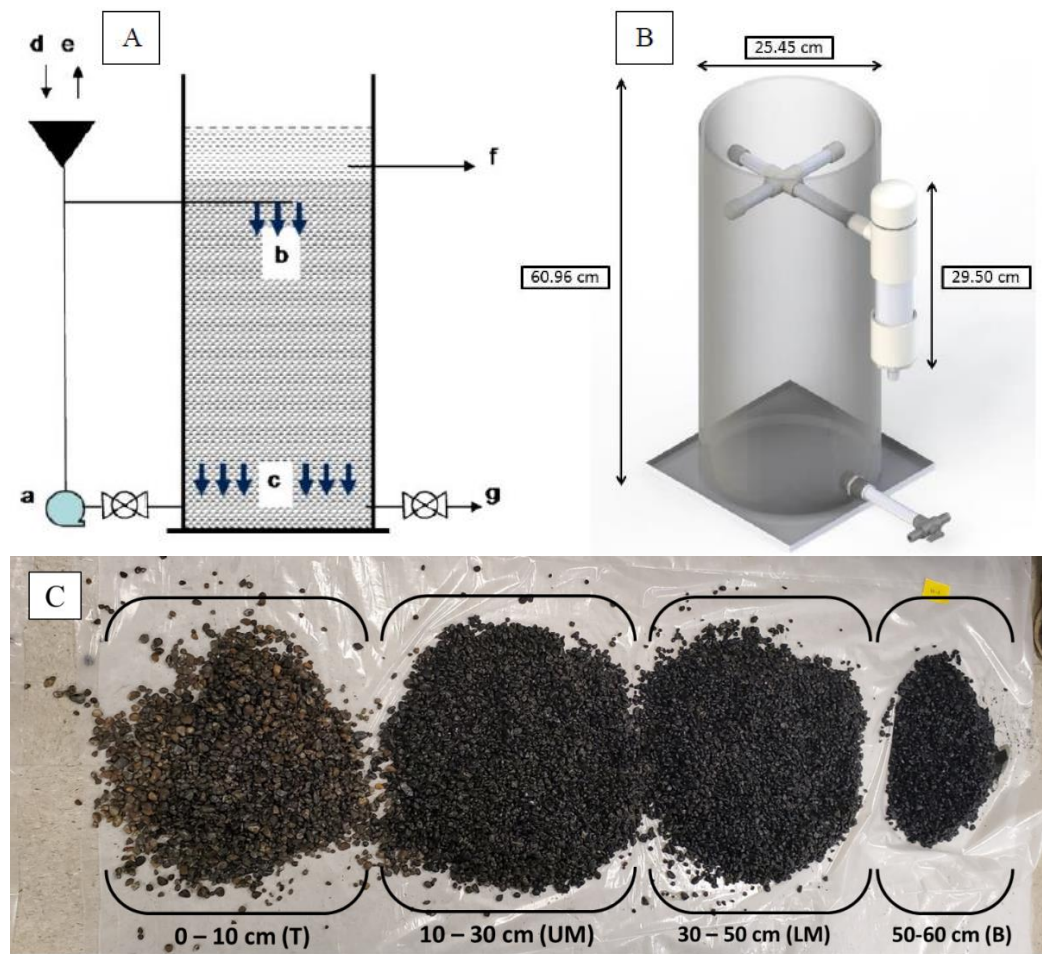 A
d e
f
b
c
a
g
B
25.45 cm
60.96 cm
29.50 cm
C
0 – 10 cm (T)
10 – 30 cm (UM)
30 – 50 cm (LM)
50-60 cm (B)